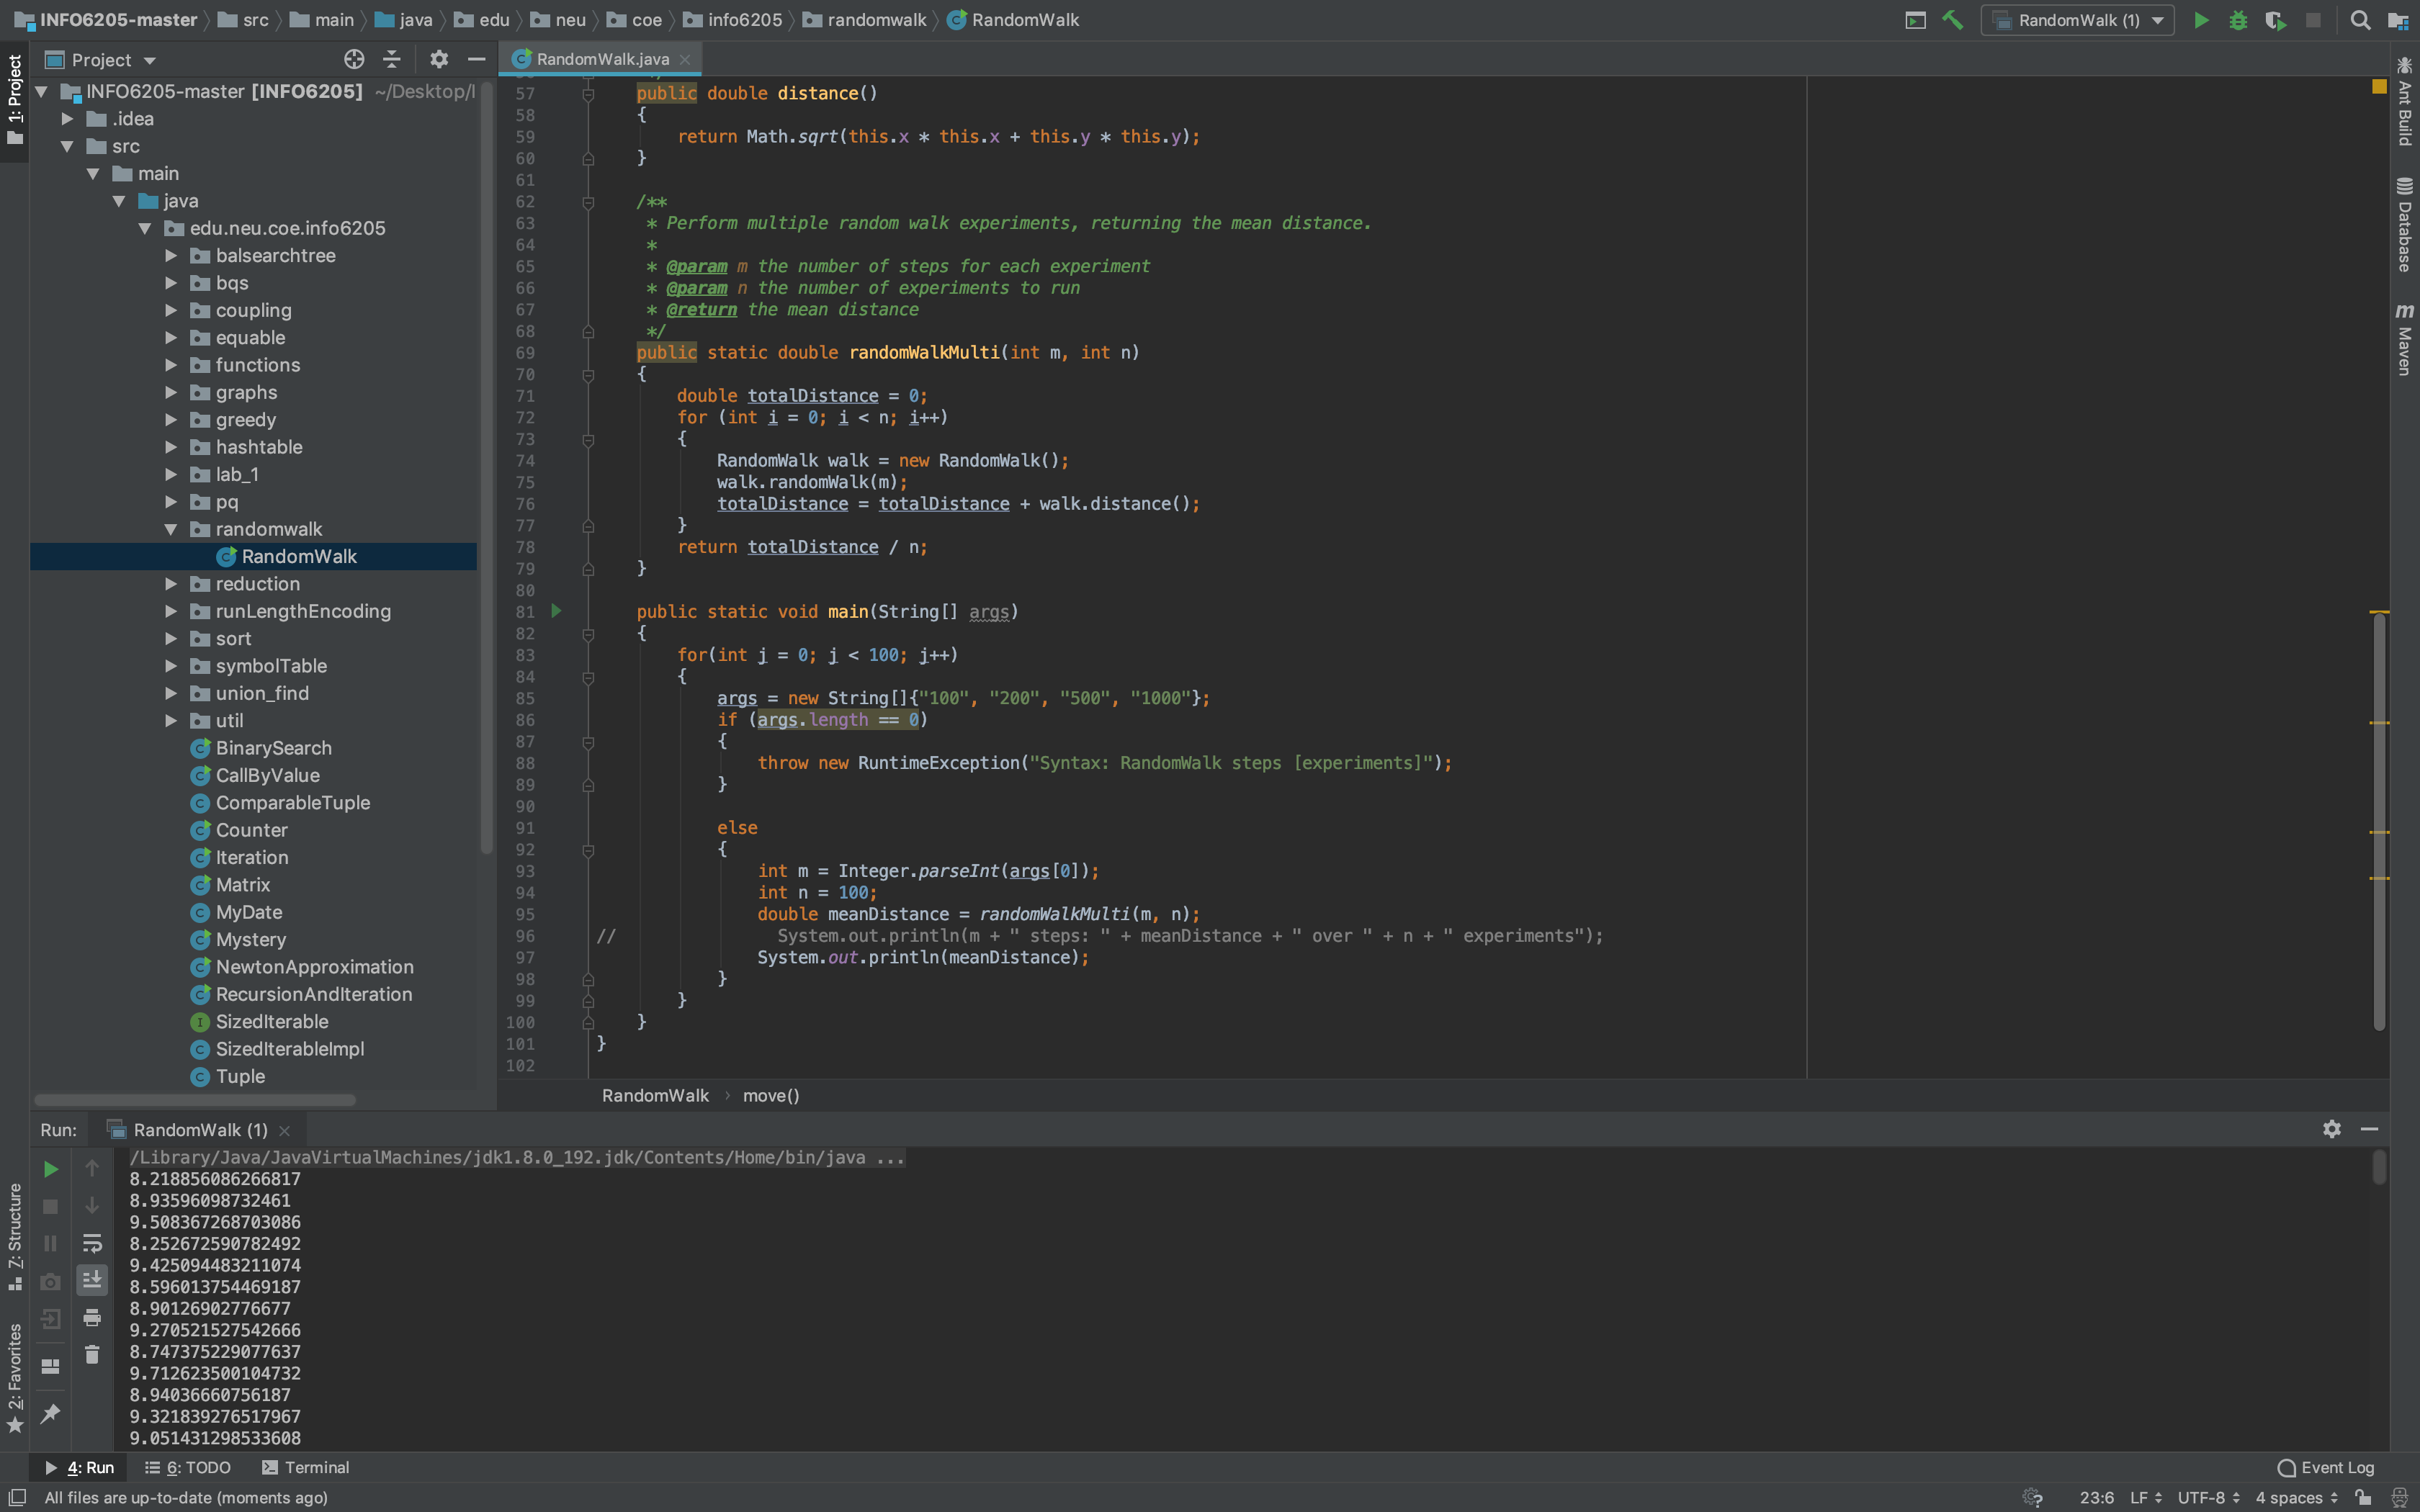 INFO6205-master src main java edu neu coe info6205 randomwalk RandomWalk
RandomWalk (1)
Project
RandomWalk.java
1: Project
7: Structure
2: Favorites
INFO6205-master [INFO6205] ~/Desktop/I
.idea
src
main
java
edu.neu.coe.info6205
balsearchtree
bqs
coupling
equable
functions
graphs
greedy
hashtable
lab_1
pq
randomwalk
RandomWalk
reduction
runLengthEncoding
sort
symbolTable
union_find
util
BinarySearch
CallByValue
ComparableTuple
Counter
Iteration
Matrix
MyDate
Mystery
NewtonApproximation
RecursionAndIteration
SizedIterable
SizedIterableImpl
Tuple
57 public double distance()
58 {
59 return Math.sqrt(this.x * this.x + this.y * this.y);
60 }
61
62 /**
63 * Perform multiple random walk experiments, returning the mean distance.
64 *
65 * @param m the number of steps for each experiment
66 * @param n the number of experiments to run
67 * @return the mean distance
68 */
69 public static double randomWalkMulti(int m, int n)
70 {
71 double totalDistance = 0;
72 for (int i = 0; i < n; i++)
73 {
74 RandomWalk walk = new RandomWalk();
75 walk.randomWalk(m);
76 totalDistance = totalDistance + walk.distance();
77 }
78 return totalDistance / n;
79 }
80
81 public static void main(String[] args)
82 {
83 for(int j = 0; j < 100; j++)
84 {
85 args = new String[]{"100", "200", "500", "1000"};
86 if (args.length == 0)
87 {
88 throw new RuntimeException("Syntax: RandomWalk steps [experiments]");
89 }
90
91 else
92 {
93 int m = Integer.parseInt(args[0]);
94 int n = 100;
95 double meanDistance = randomWalkMulti(m, n);
96 // System.out.println(m + " steps: " + meanDistance + " over " + n + " experiments");
97 System.out.println(meanDistance);
98 }
99 }
100 }
101 }
102
RandomWalk › move()
Ant Build
Database
Maven
Run: RandomWalk (1)
/Library/Java/JavaVirtualMachines/jdk1.8.0_192.jdk/Contents/Home/bin/java ...
8.218856086266817
8.93596098732461
9.508367268703086
8.252672590782492
9.425094483211074
8.596013754469187
8.90126902776677
9.270521527542666
8.747375229077637
9.712623500104732
8.94036660756187
9.321839276517967
9.051431298533608
4: Run 6: TODO Terminal
Event Log
All files are up-to-date (moments ago)
23:6 LF UTF-8 4 spaces